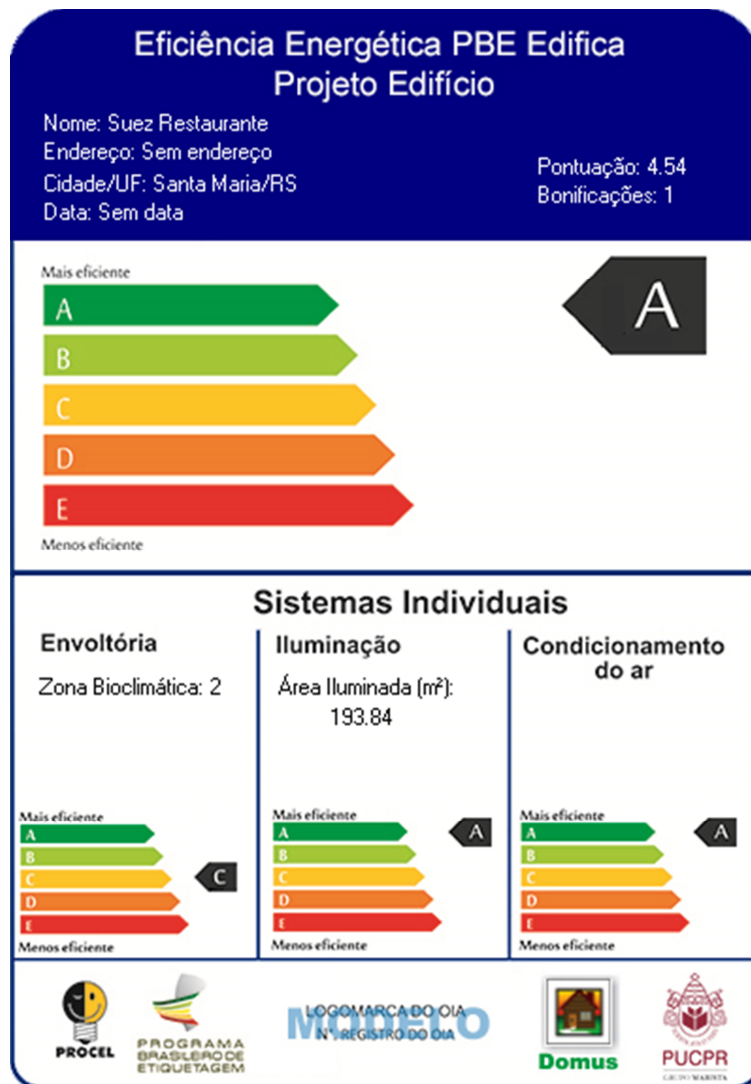 Eficiência Energética PBE Edifica
Projeto Edifício
Nome: Suez Restaurante
Endereço: Sem endereço
Cidade/UF: Santa Maria/RS
Data: Sem data
Pontuação: 4.54
Bonificações: 1
Mais eficiente
A
A
B
C
D
E
Menos eficiente
Sistemas Individuais
Envoltória
Zona Bioclimática: 2
Mais eficiente
A
B
C
C
D
E
Menos eficiente
Iluminação
Área Iluminada (m²):
193.84
Mais eficiente
A
A
B
C
D
E
Menos eficiente
Condicionamento
do ar
Mais eficiente
A
A
B
C
D
E
Menos eficiente
PROCEL
PROGRAMA
BRASILEIRO DE
ETIQUETAGEM
MODELO
LOGOMARCA DO OIA
N°. REGISTRO DO OIA
Domus
PUCPR
GRUPO MARISTA